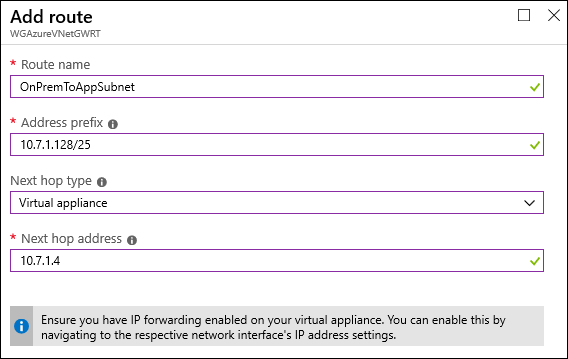 Add route
WGAzureVNetGWRT
* Route name
OnPremToAppSubnet
* Address prefix
10.7.1.128/25
Next hop type
Virtual appliance
* Next hop address
10.7.1.4
Ensure you have IP forwarding enabled on your virtual appliance. You can enable this by
navigating to the respective network interface's IP address settings.